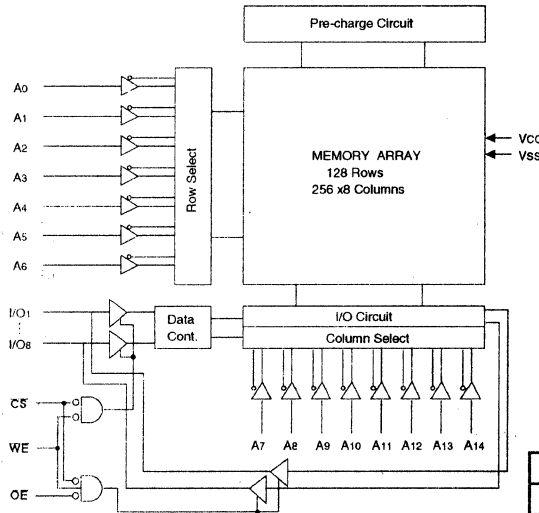 Pre-charge Circuit
A0
A1
A2
A3
A4
A5
A6
Row Select
MEMORY ARRAY
128 Rows
256 x8 Columns
Vcc
Vss
I/O1
I/O8
Data
Cont.
I/O Circuit
Column Select
A7 A8 A9 A10 A11 A12 A13 A14
CS
WE
OE